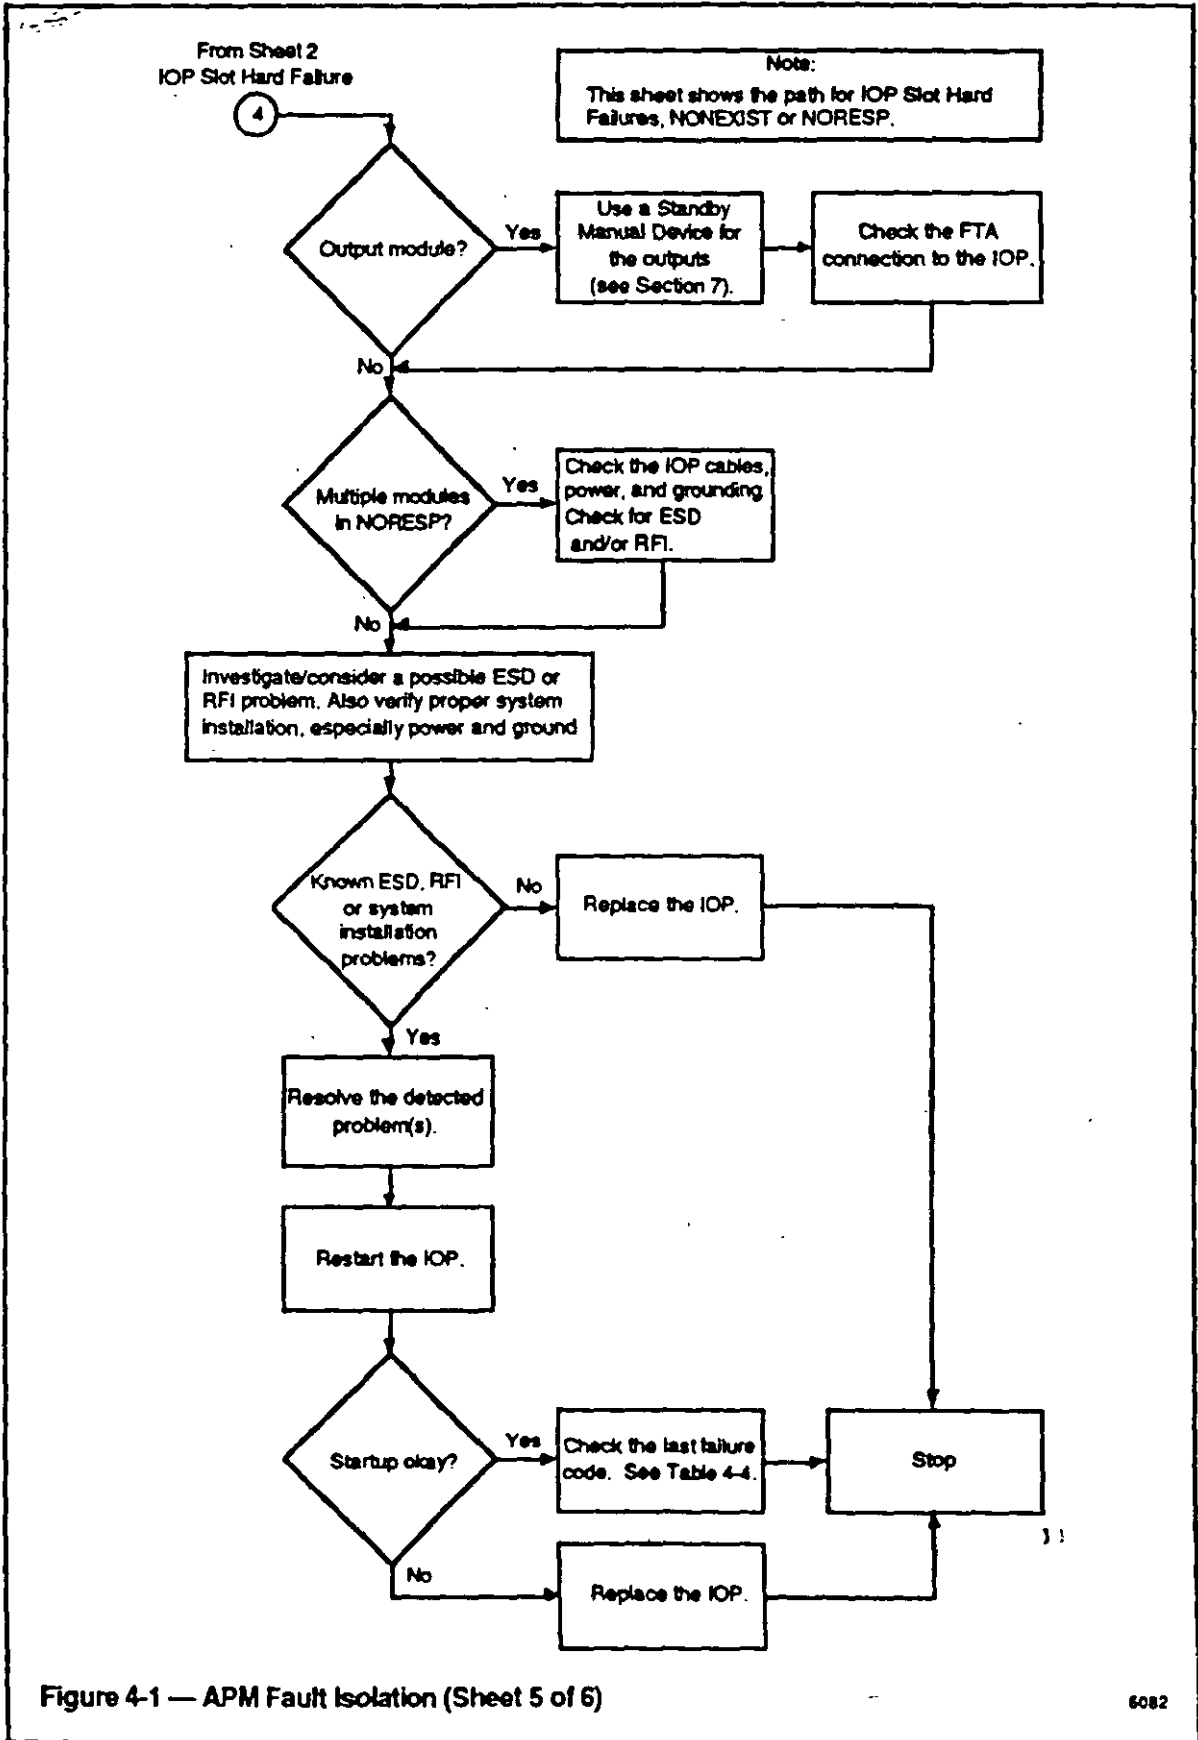 From Sheet 2
IOP Slot Hard Failure
4
Note:
This sheet shows the path for IOP Slot Hard
Failures, NONEXIST or NORESP.
Output module?
Yes
Use a Standby
Manual Device for
the outputs
(see Section 7).
Check the FTA
connection to the IOP.
No
Multiple modules
in NORESP?
Yes
Check the IOP cables,
power, and grounding
Check for ESD
and/or RFI.
No
Investigate/consider a possible ESD or
RFI problem. Also verify proper system
installation, especially power and ground
Known ESD, RFI
or system
installation
problems?
No
Replace the IOP.
Yes
Resolve the detected
problem(s).
Restart the IOP.
Startup okay?
Yes
Check the last failure
code. See Table 4-4.
Stop
No
Replace the IOP.
Figure 4-1 — APM Fault Isolation (Sheet 5 of 6)
6082